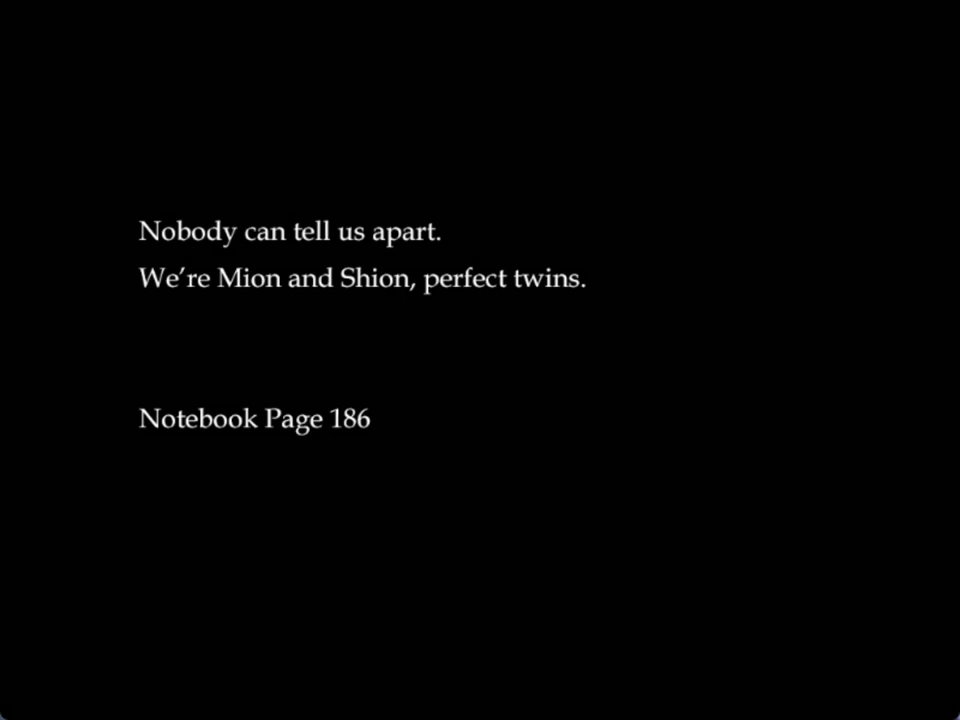 Nobody can tell us apart.
We’re Mion and Shion, perfect twins.
Notebook Page 186